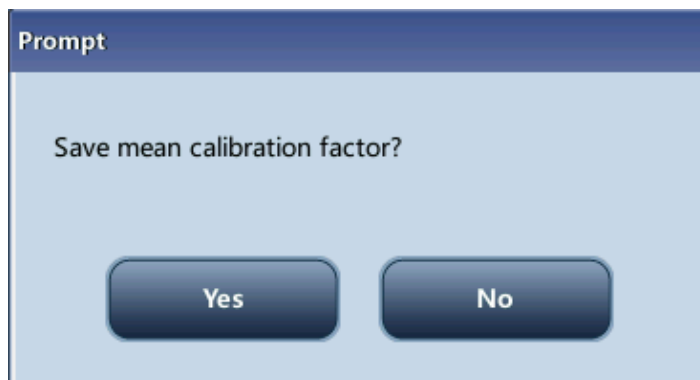 Prompt
Save mean calibration factor?
Yes No